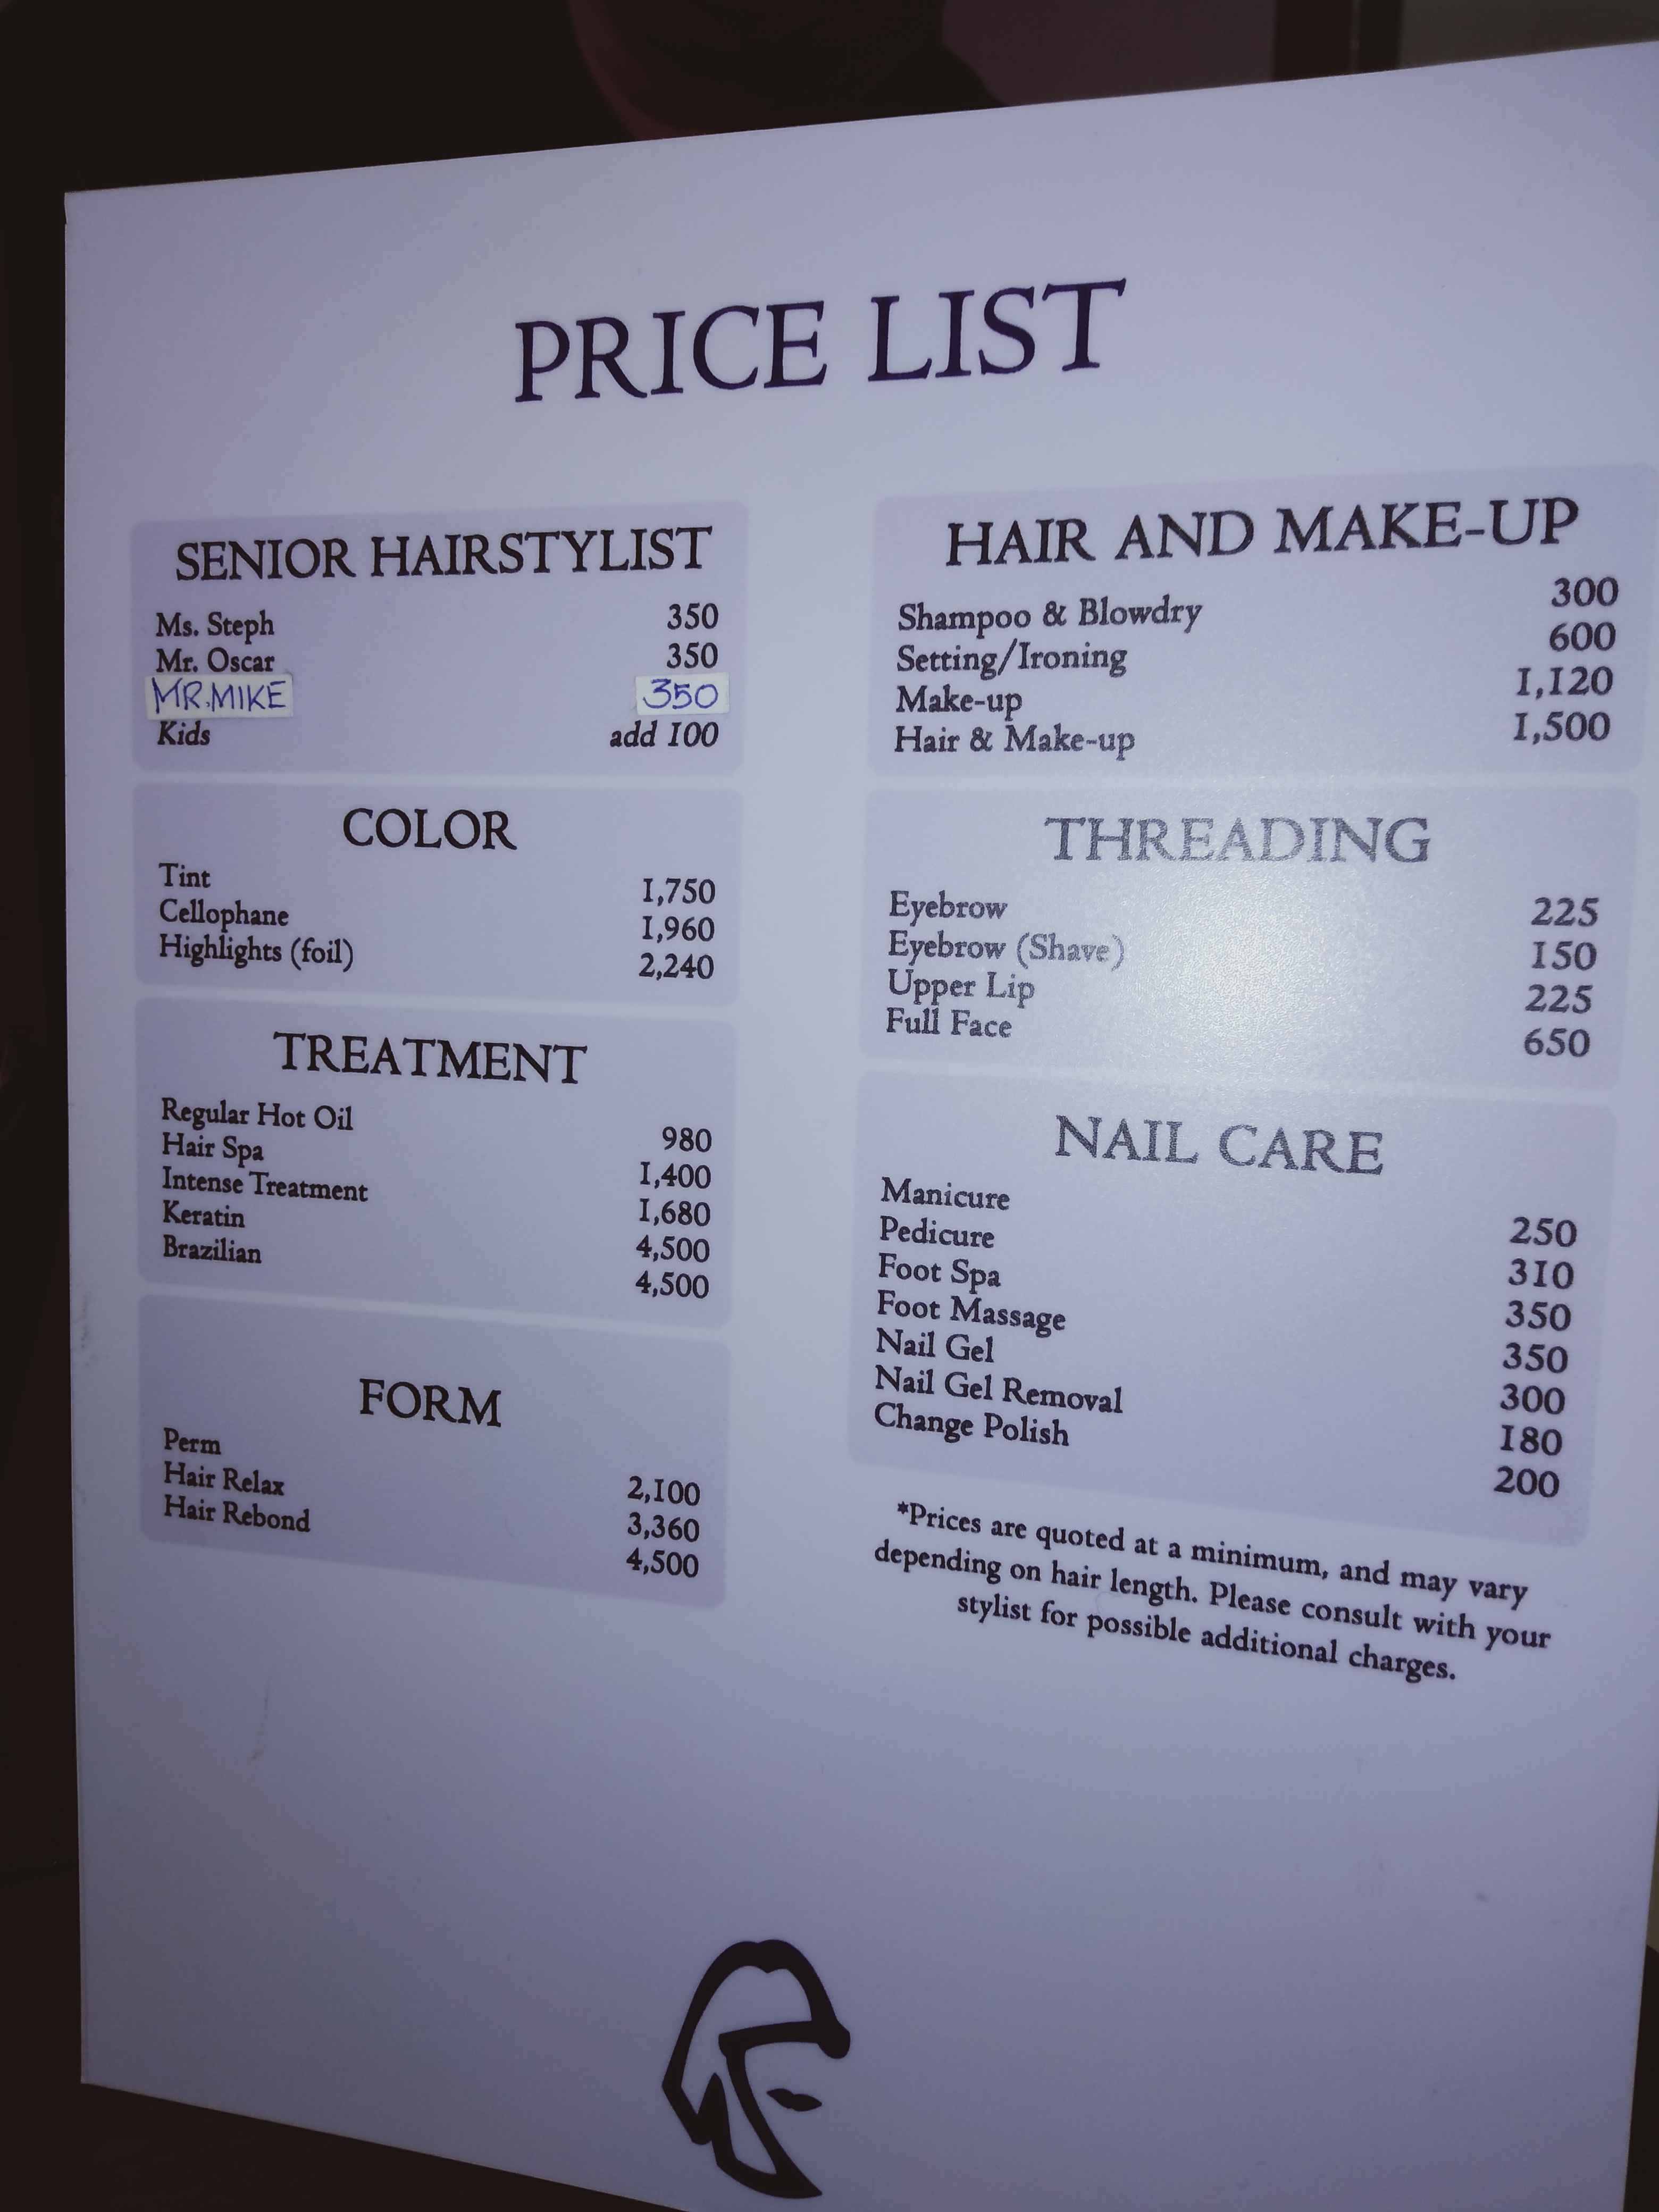 PRICE LIST
SENIOR HAIRSTYLIST
Ms. Steph 350
Mr. Oscar 350
MR. MIKE 350
Kids add 100
COLOR
Tint 1,750
Cellophane 1,960
Highlights (foil) 2,240
TREATMENT
Regular Hot Oil 980
Hair Spa 1,400
Intense Treatment 1,680
Keratin 4,500
Brazilian 4,500
FORM
Perm 2,100
Hair Relax 3,360
Hair Rebond 4,500
HAIR AND MAKE-UP
Shampoo & Blowdry 300
Setting/Ironing 600
Make-up 1,120
Hair & Make-up 1,500
THREADING
Eyebrow 225
Eyebrow (Shave) 150
Upper Lip 225
Full Face 650
NAIL CARE
Manicure 250
Pedicure 310
Foot Spa 350
Foot Massage 350
Nail Gel 300
Nail Gel Removal 180
Change Polish 200
*Prices are quoted at a minimum, and may vary
depending on hair length. Please consult with your
stylist for possible additional charges.